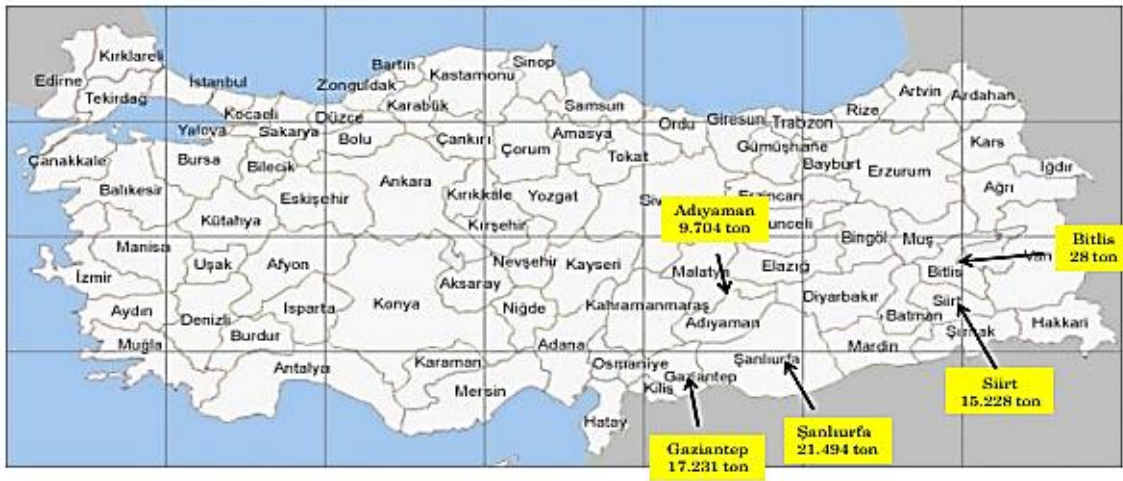 Kırklareli
Edirne
Tekirdağ
İstanbul
Kocaeli
Yalova
Sakarya
Düzce
Zonguldak
Bartın
Karabük
Kastamonu
Sinop
Samsun
Ordu
Giresun
Trabzon
Rize
Artvin
Ardahan
Çanakkale
Bursa
Bilecik
Bolu
Çankırı
Çorum
Amasya
Tokat
Gümüşhane
Bayburt
Erzurum
Kars
Iğdır
Balıkesir
Kütahya
Eskişehir
Ankara
Kırıkkale
Kırşehir
Yozgat
Ağrı
Adıyaman
9.704 ton
Bingöl
Muş
Van
Bitlis
28 ton
Manisa
İzmir
Uşak
Afyon
Konya
Aksaray
Nevşehir
Kayseri
Malatya
Elazığ
Bitlis
Aydın
Denizli
Isparta
Burdur
Niğde
Kahramanmaraş
Adıyaman
Diyarbakır
Batman
Siirt
Şırnak
Hakkari
Muğla
Antalya
Karaman
Mersin
Adana
Osmaniye
Gaziantep
Kilis
Şanlıurfa
Mardin
Hatay
Gaziantep
17.231 ton
Şanlıurfa
21.494 ton
Siirt
15.228 ton